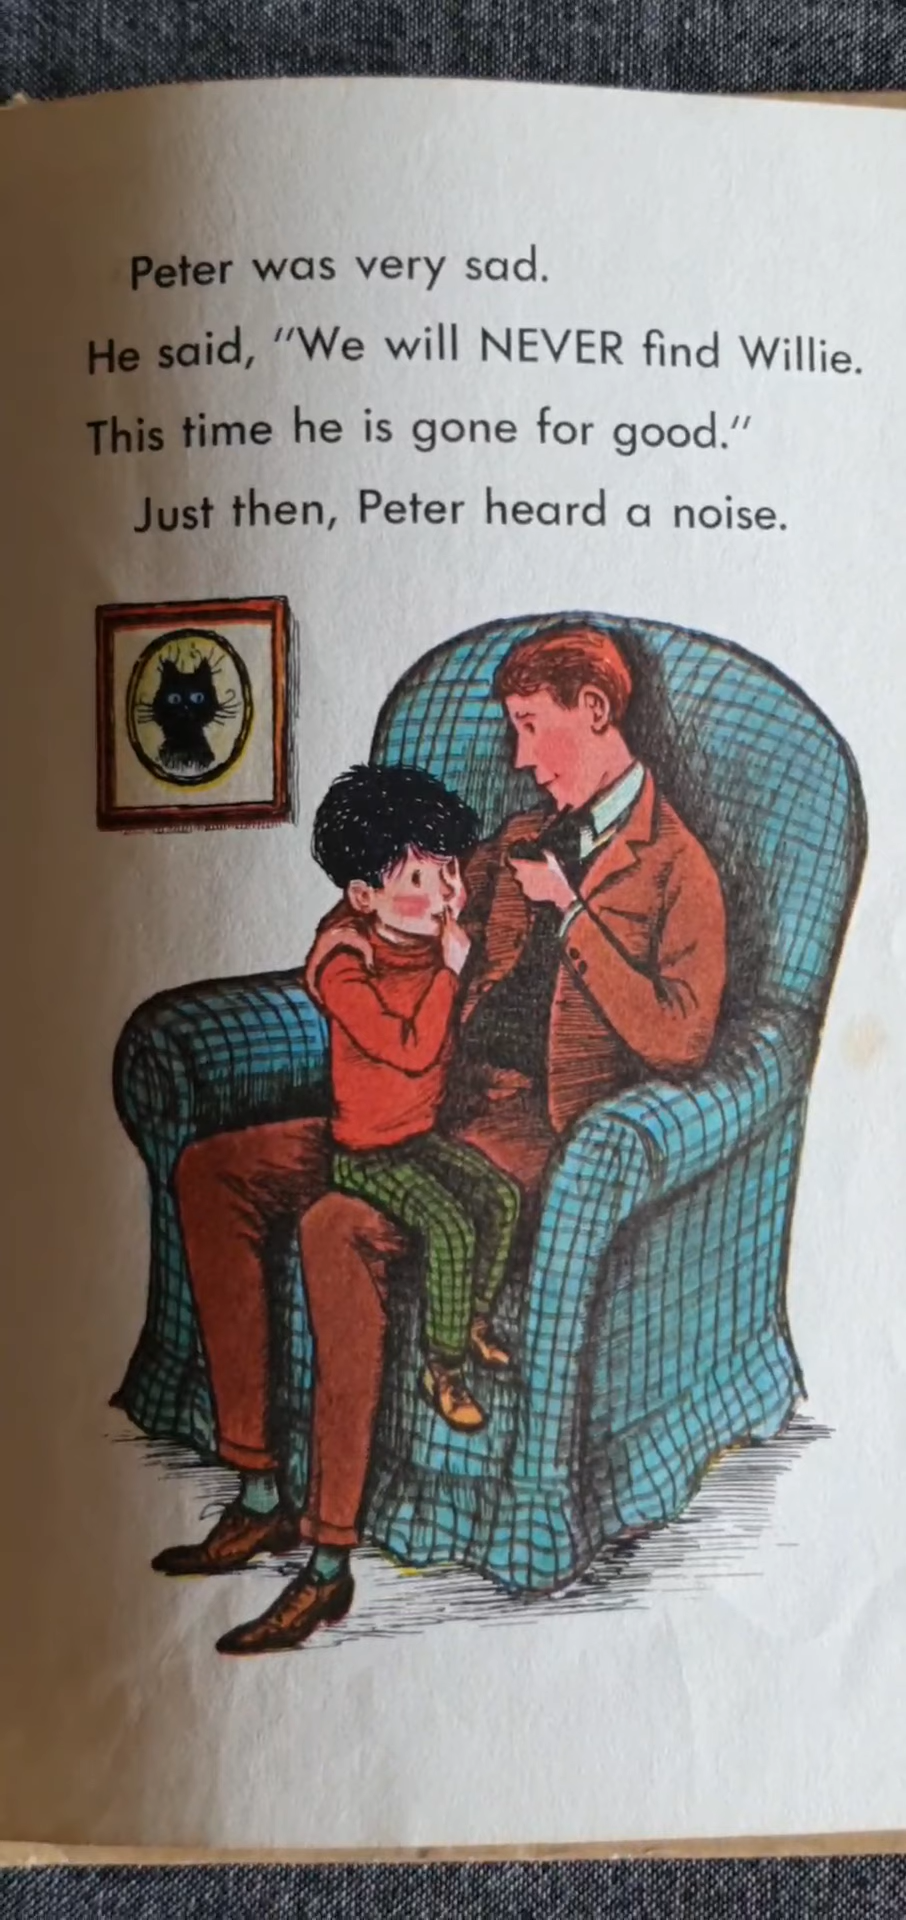 Peter was very sad.
He said, "We will NEVER find Willie.
This time he is gone for good."
Just then, Peter heard a noise.